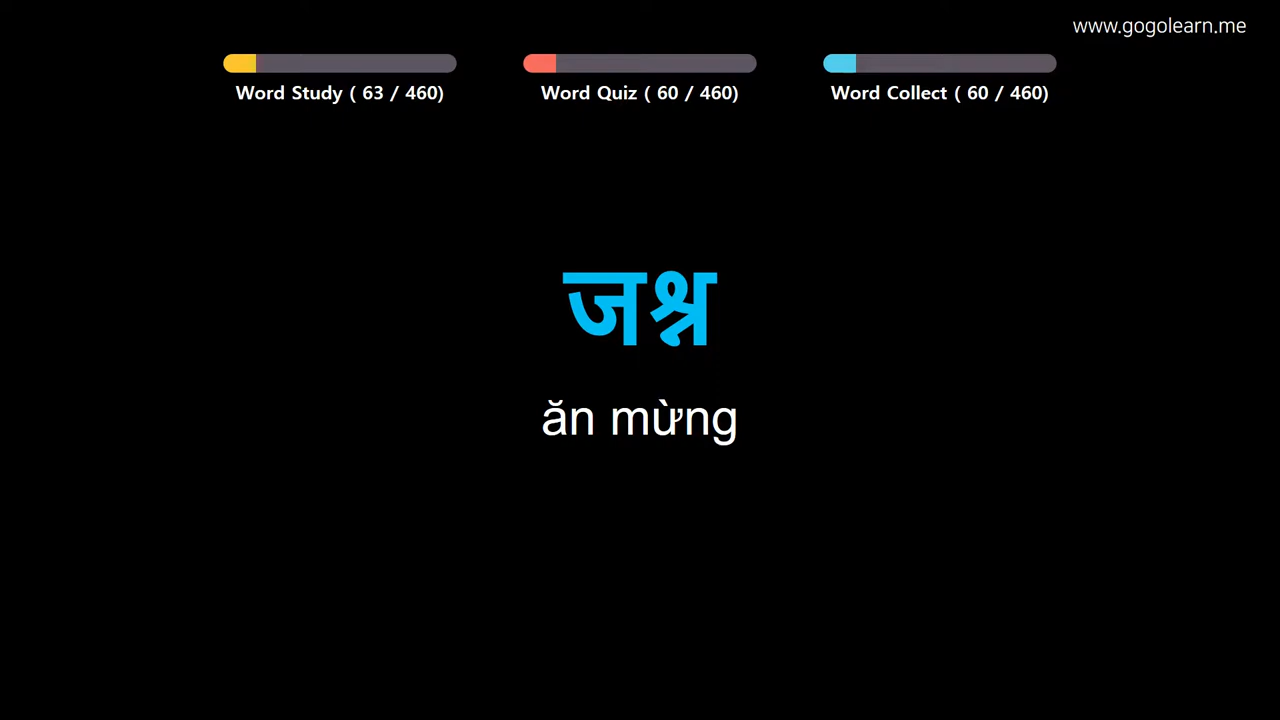 www.gogolearn.me
Word Study ( 63 / 460)
Word Quiz ( 60 / 460)
Word Collect ( 60 / 460)
जश्न
ăn mừng